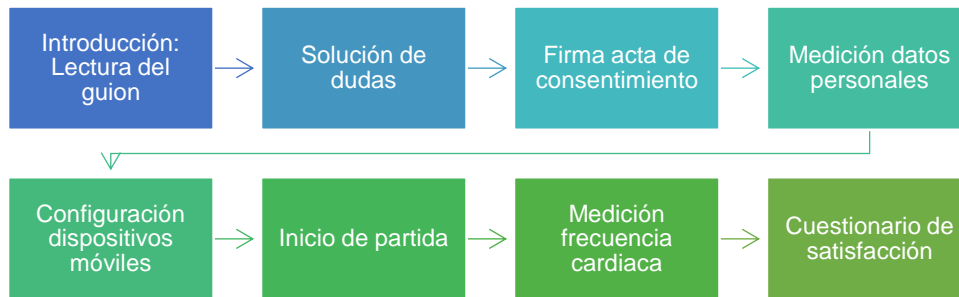 Introducción:
Lectura del
guion
Solución de
dudas
Firma acta de
consentimiento
Medición datos
personales
Configuración
dispositivos
móviles
Inicio de partida
Medición
frecuencia
cardiaca
Cuestionario de
satisfacción